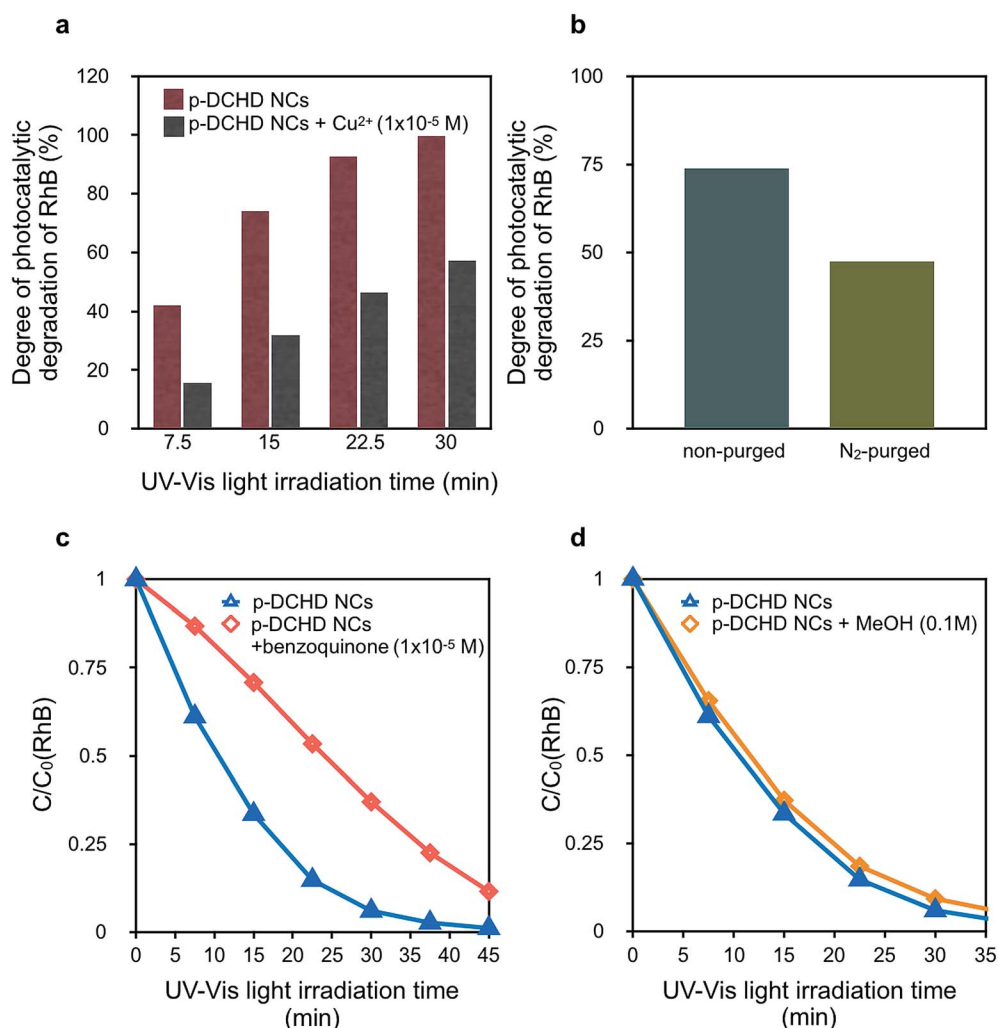 a
120
100
80
60
40
20
0
Degree of photocatalytic
degradation of RhB (%)
p-DCHD NCs
p-DCHD NCs + Cu²⁺ (1x10⁻⁵ M)
7.5 15 22.5 30
UV-Vis light irradiation time (min)
b
100
75
50
25
0
Degree of photocatalytic
degradation of RhB (%)
non-purged N₂-purged
c
1
0.75
0.5
0.25
0
C/C₀(RhB)
p-DCHD NCs
p-DCHD NCs
+benzoquinone (1x10⁻⁵ M)
0 5 10 15 20 25 30 35 40 45
UV-Vis light irradiation time
(min)
d
1
0.75
0.5
0.25
0
C/C₀(RhB)
p-DCHD NCs
p-DCHD NCs + MeOH (0.1M)
0 5 10 15 20 25 30 35
UV-Vis light irradiation time
(min)